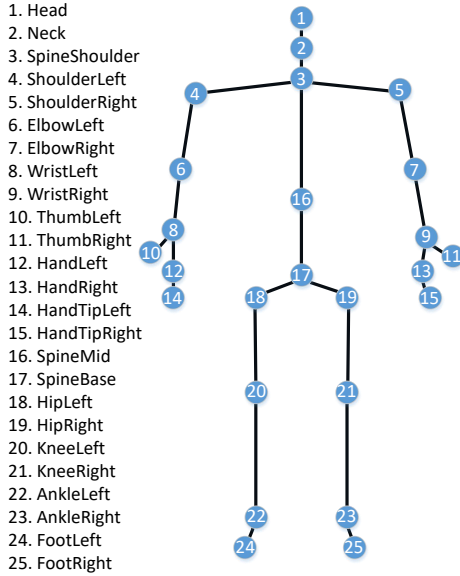 1. Head
2. Neck
3. SpineShoulder
4. ShoulderLeft
5. ShoulderRight
6. ElbowLeft
7. ElbowRight
8. WristLeft
9. WristRight
10. ThumbLeft
11. ThumbRight
12. HandLeft
13. HandRight
14. HandTipLeft
15. HandTipRight
16. SpineMid
17. SpineBase
18. HipLeft
19. HipRight
20. KneeLeft
21. KneeRight
22. AnkleLeft
23. AnkleRight
24. FootLeft
25. FootRight
1
2
3
4
5
6
7
16
8
9
10
11
12
13
14
15
17
18
19
20
21
22
23
24
25